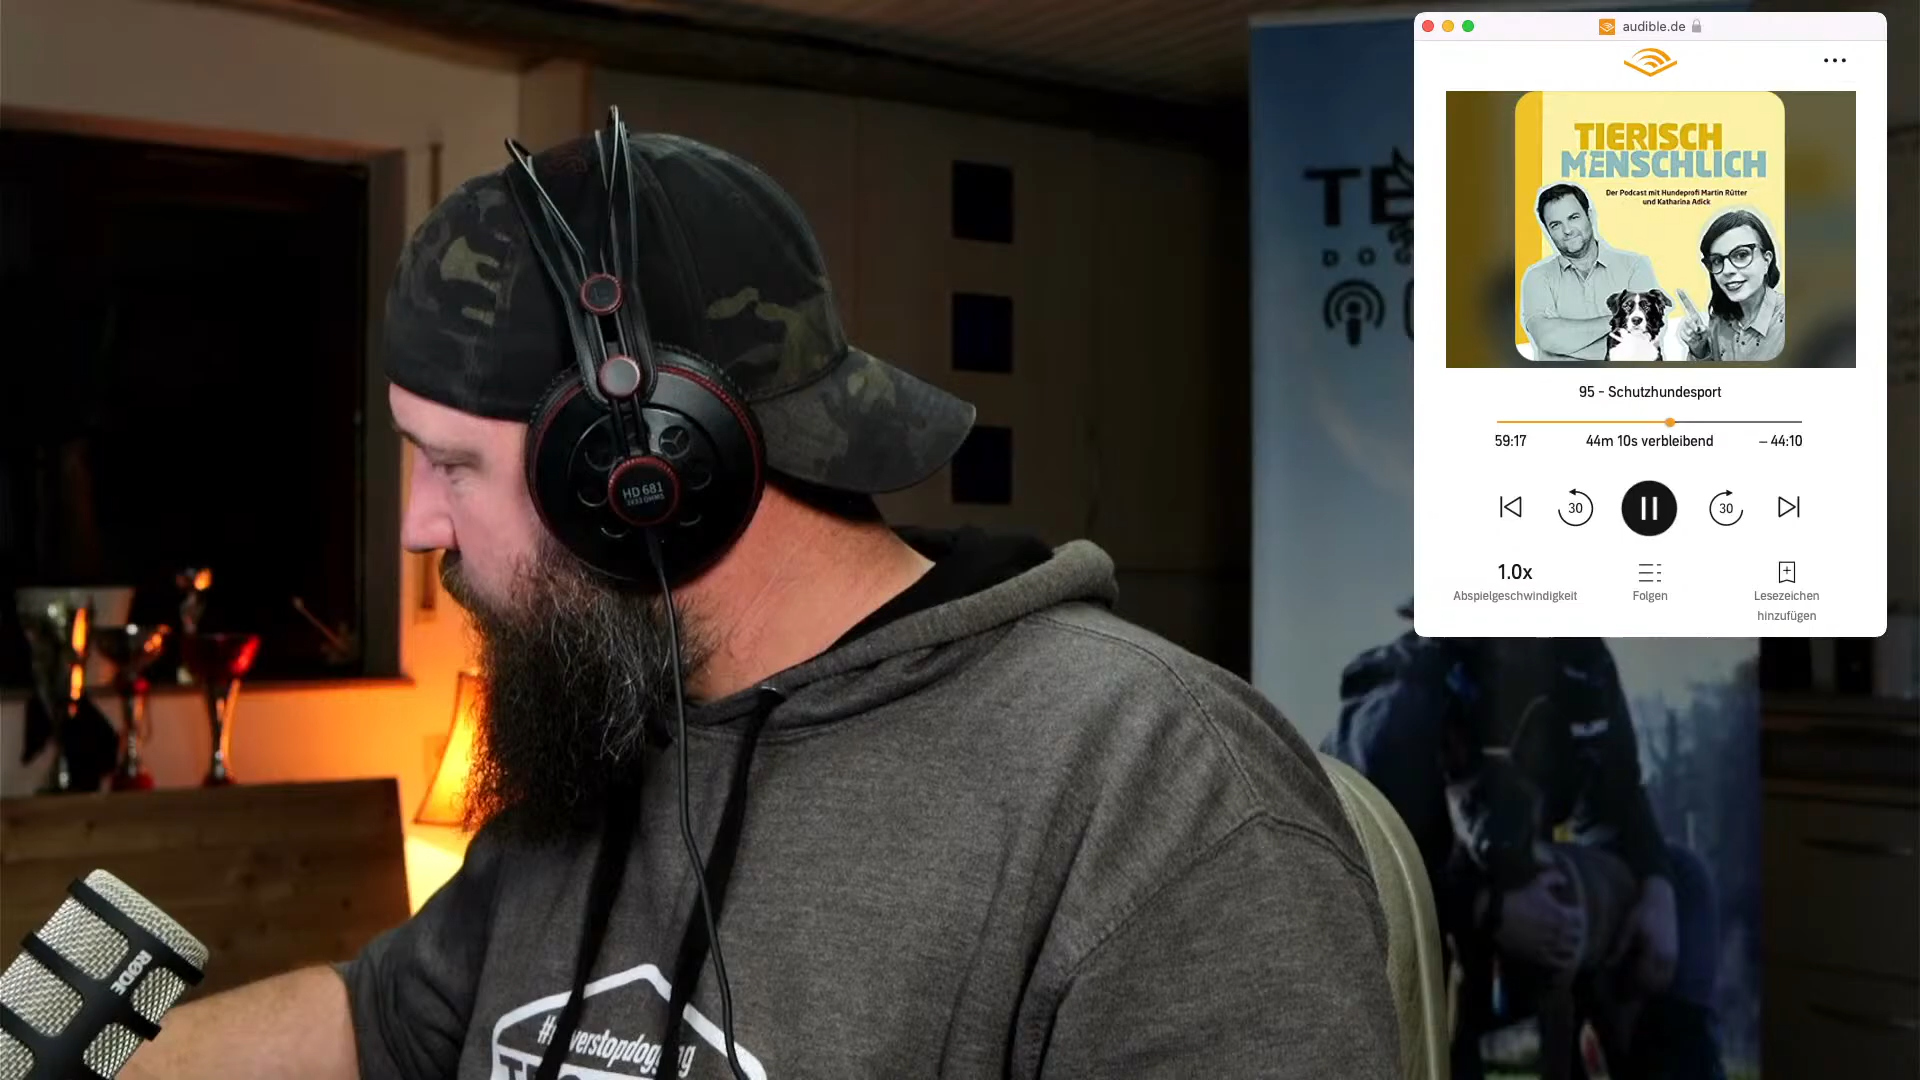 audible.de
TIERISCH
MENSCHLICH
Der Podcast mit Hundeprofi Martin Rütter
und Katharina Adick
95 - Schutzhundesport
59:17
44m 10s verbleibend
– 44:10
30
30
1.0x
Abspielgeschwindigkeit
Folgen
Lesezeichen
hinzufügen
HD 681
RØDE